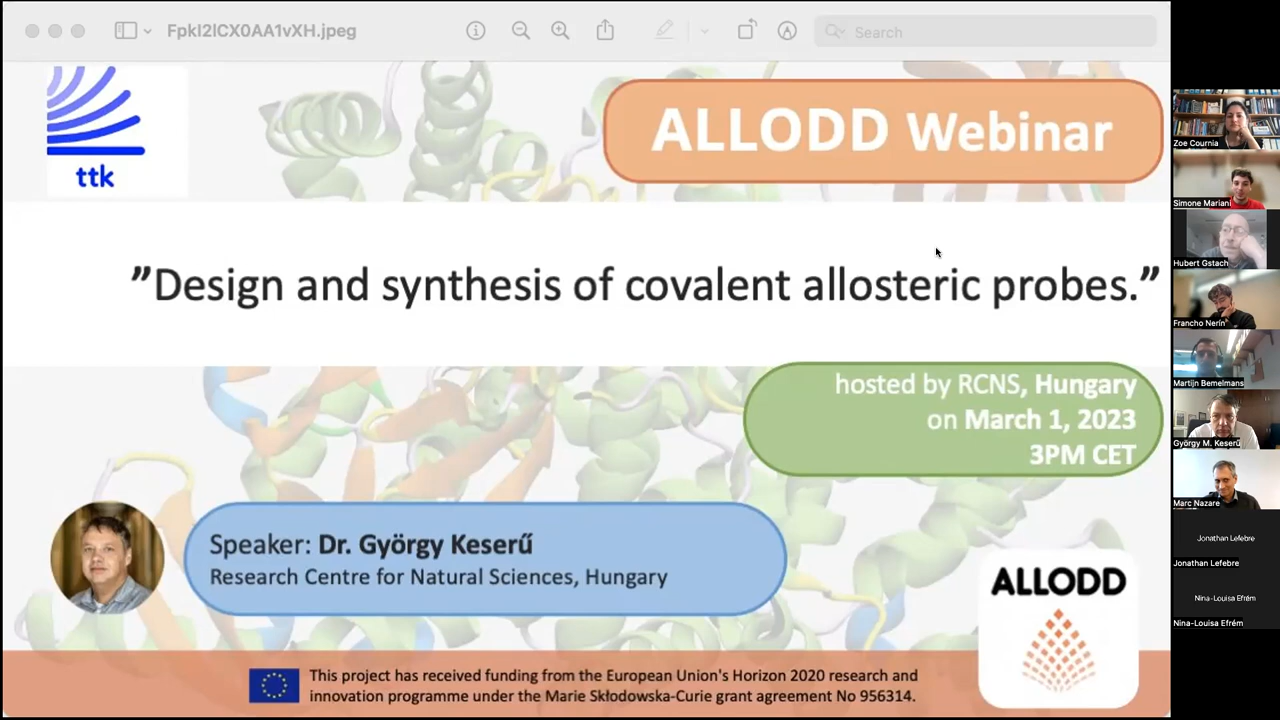 FpkI2lCX0AA1vXH.jpeg
Search
ttk
ALLODD Webinar
”Design and synthesis of covalent allosteric probes.”
hosted by RCNS, Hungary
on March 1, 2023
3PM CET
Speaker: Dr. György Keserű
Research Centre for Natural Sciences, Hungary
ALLODD
This project has received funding from the European Union's Horizon 2020 research and
innovation programme under the Marie Skłodowska-Curie grant agreement No 956314.
Zoe Cournia
Simone Mariani
Hubert Gstach
Francho Nerín
Martijn Bemelmans
György M. Keserű
Marc Nazare
Jonathan Lefebre
Jonathan Lefebre
Nina-Louisa Efrém
Nina-Louisa Efrém